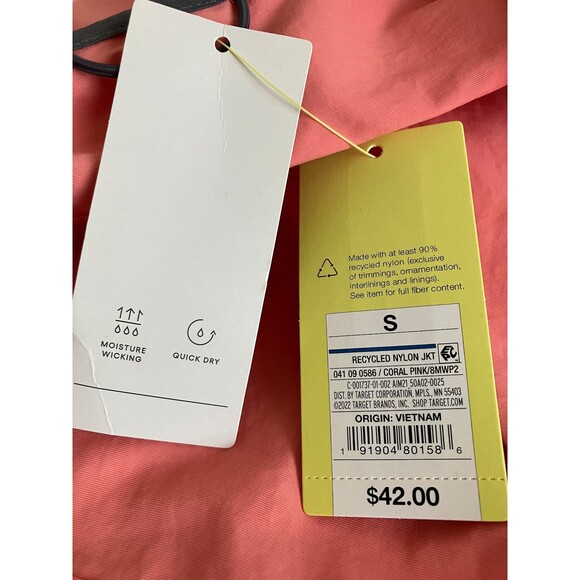 MOISTURE
WICKING
QUICK DRY
Made with at least 90%
recycled nylon (exclusive
of trimmings, ornamentation,
interlinings and linings).
See item for full fiber content.
S
RECYCLED NYLON JKT
041 09 0586 / CORAL PINK/8MWP2
C-001737-01-002 AIM21 50A02-0025
DIST. BY TARGET CORPORATION, MPLS., MN 55403
©2022 TARGET BRANDS, INC. SHOP TARGET.COM
ORIGIN: VIETNAM
1 91904 80158 6
$42.00